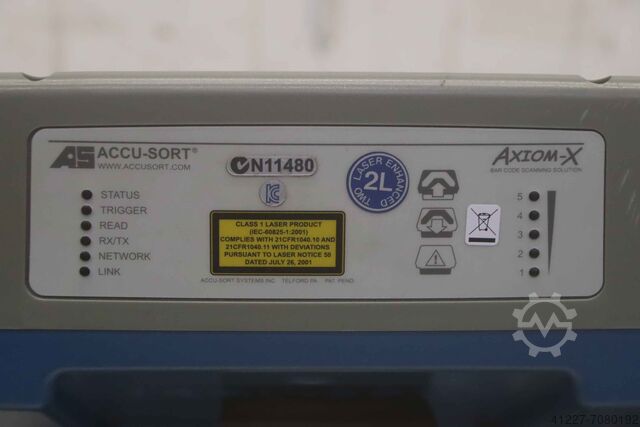 AS ACCU-SORT®
WWW.ACCUSORT.COM
N11480
TWO LASER ENHANCED
2L
AXIOM-X
BAR CODE SCANNING SOLUTION
STATUS
TRIGGER
READ
RX/TX
NETWORK
LINK
CLASS 1 LASER PRODUCT
(IEC-60825-1:2001)
COMPLIES WITH 21CFR1040.10 AND
21CFR1040.11 WITH DEVIATIONS
PURSUANT TO LASER NOTICE 50
DATED JULY 26, 2001
ACCU-SORT SYSTEMS INC. TELFORD PA PAT. PEND.
5
4
3
2
1
41227-7080192